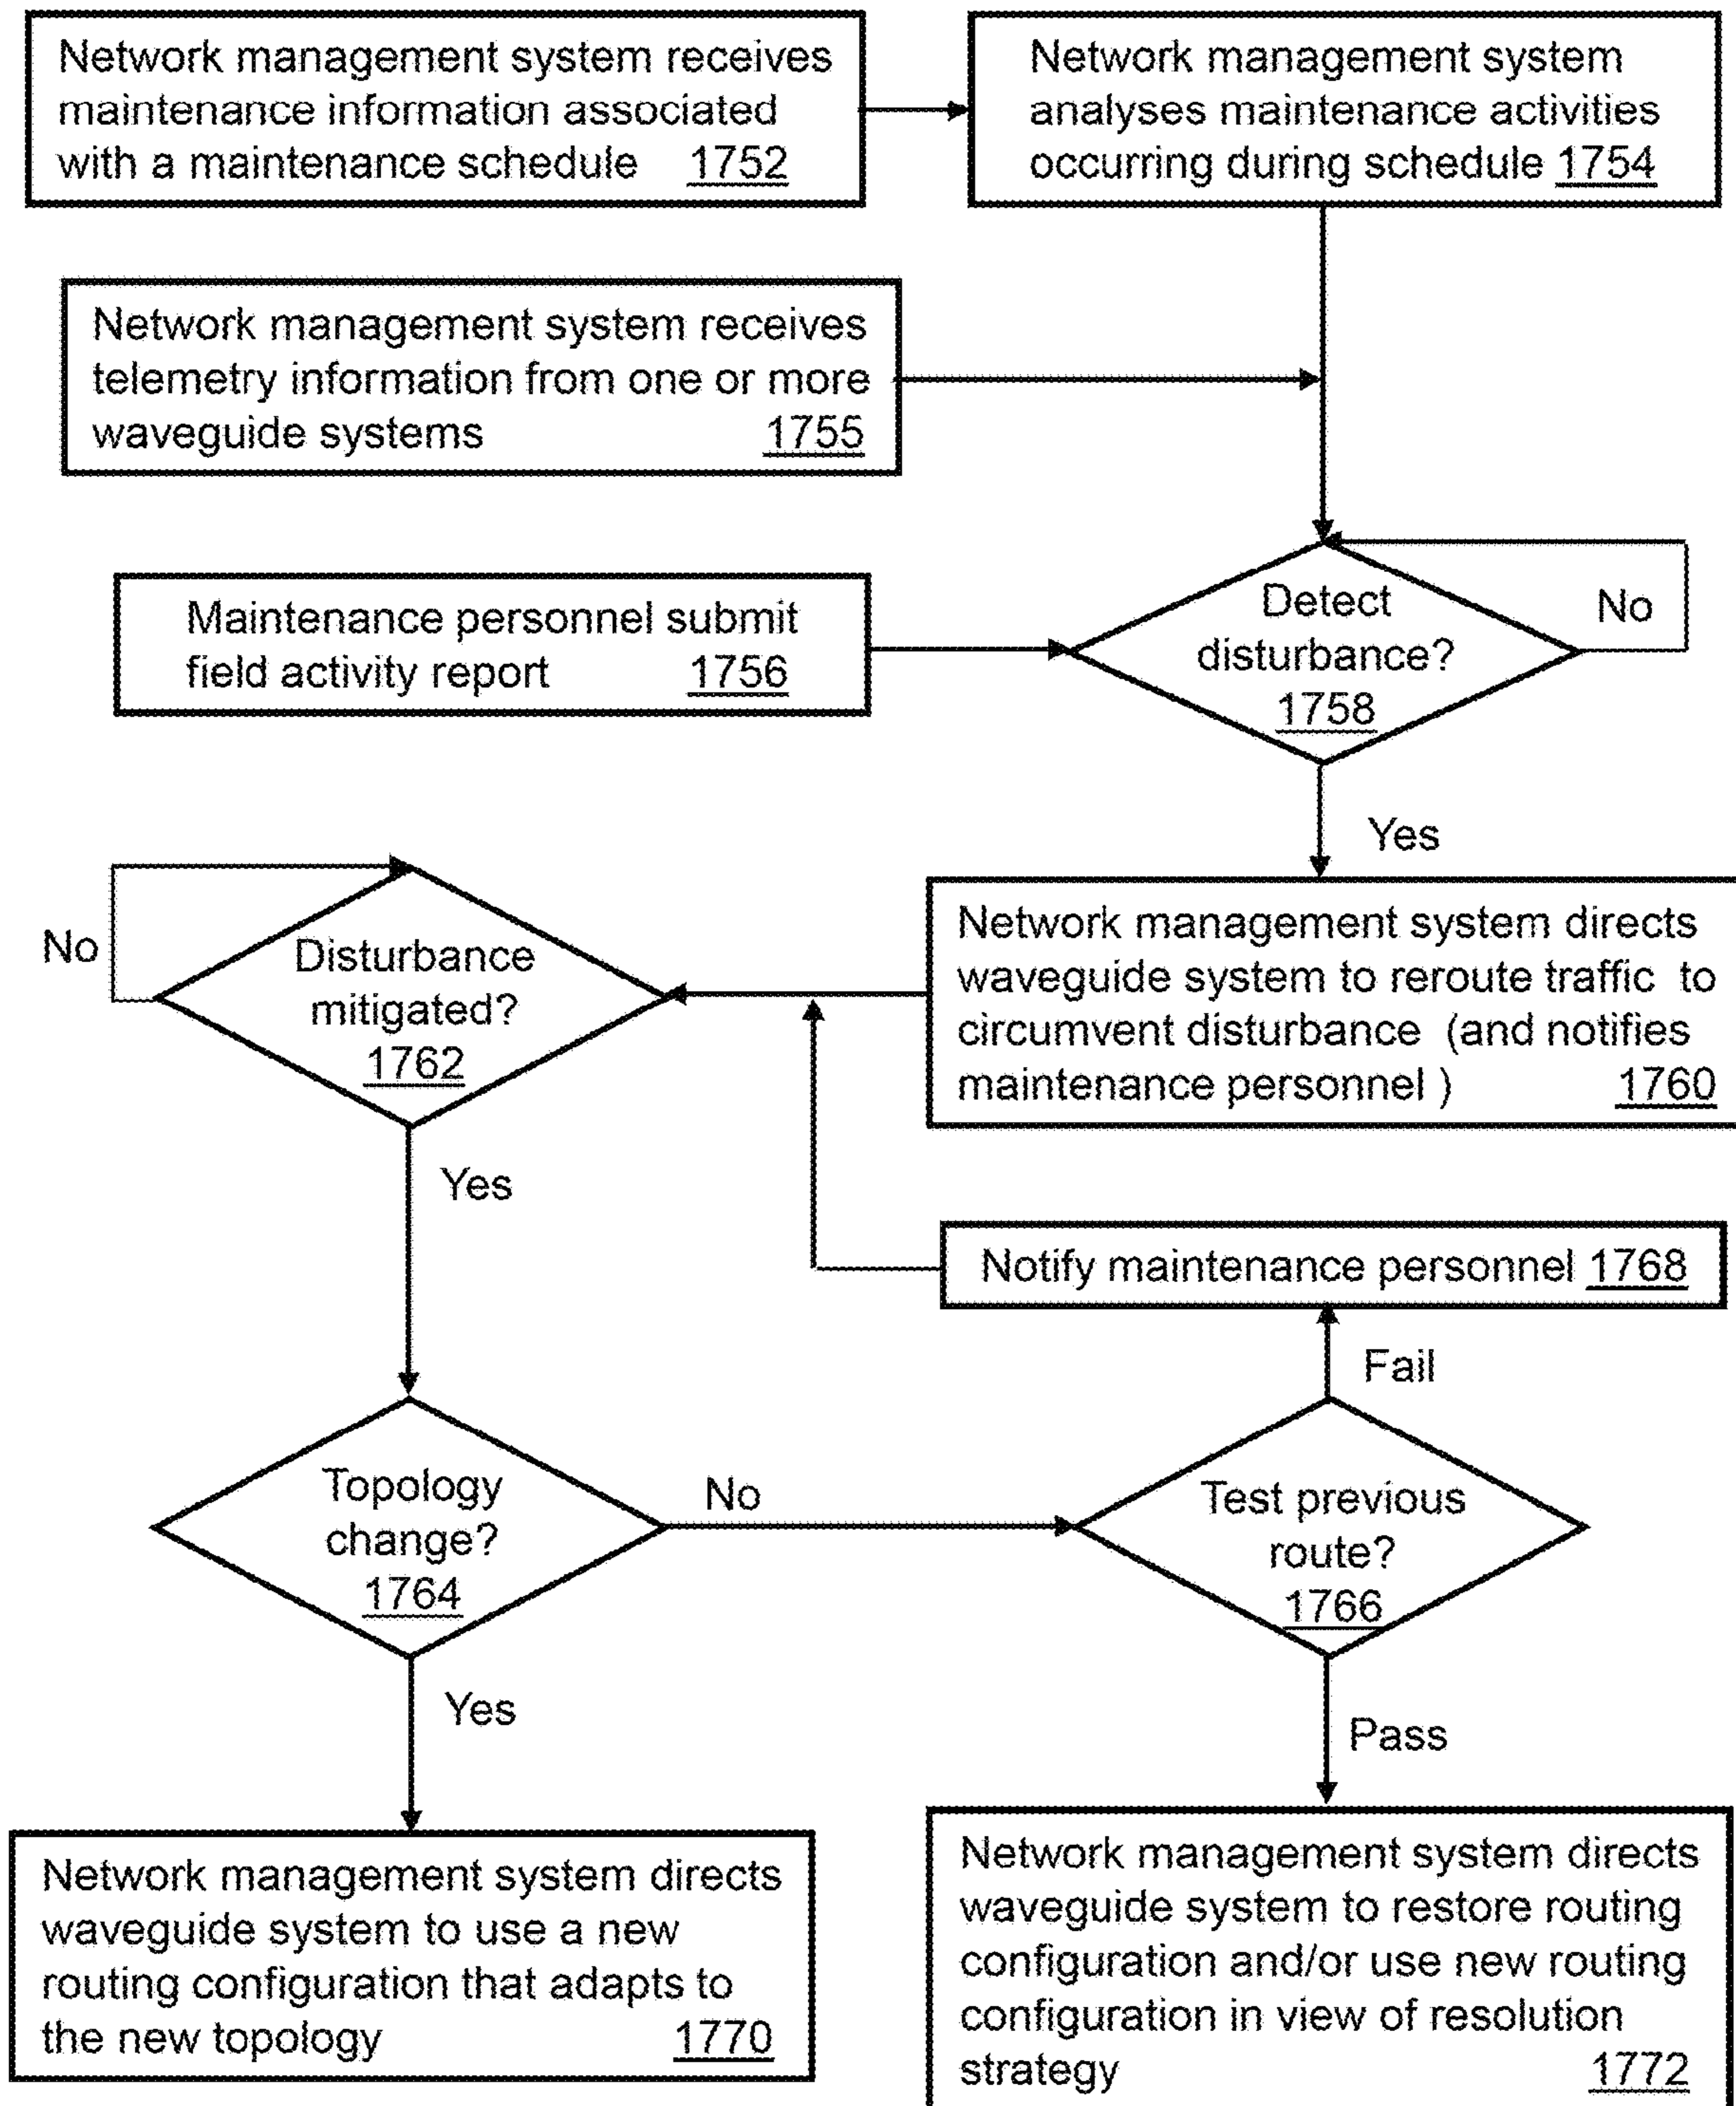 Network management system receives
maintenance information associated
with a maintenance schedule 1752
Network management system
analyses maintenance activities
occurring during schedule 1754
Network management system receives
telemetry information from one or more
waveguide systems 1755
Maintenance personnel submit
field activity report 1756
Detect
disturbance?
1758
No
Yes
Network management system directs
waveguide system to reroute traffic to
circumvent disturbance (and notifies
maintenance personnel ) 1760
No
Disturbance
mitigated?
1762
Yes
Notify maintenance personnel 1768
Fail
Topology
change?
1764
No
Test previous
route?
1766
Yes
Pass
Network management system directs
waveguide system to use a new
routing configuration that adapts to
the new topology 1770
Network management system directs
waveguide system to restore routing
configuration and/or use new routing
configuration in view of resolution
strategy 1772